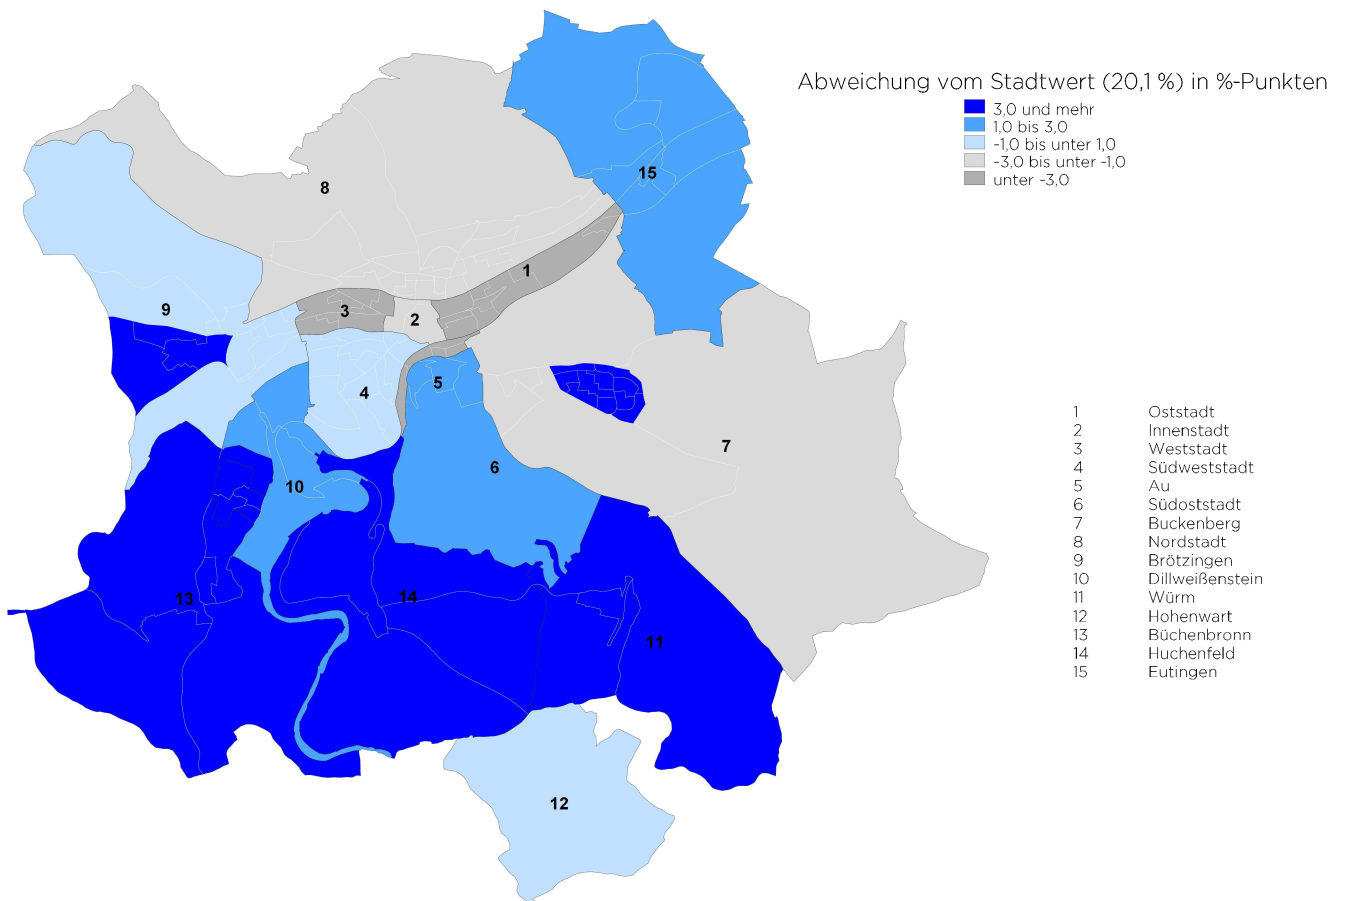 Abweichung vom Stadtwert (20,1 %) in %-Punkten
3,0 und mehr
1,0 bis 3,0
-1,0 bis unter 1,0
-3,0 bis unter -1,0
unter -3,0
15
8
1
9
3
2
5
4
7
6
10
14
13
11
12
1 Oststadt
2 Innenstadt
3 Weststadt
4 Südweststadt
5 Au
6 Südoststadt
7 Buckenberg
8 Nordstadt
9 Brötzingen
10 Dillweißenstein
11 Würm
12 Hohenwart
13 Büchenbronn
14 Huchenfeld
15 Eutingen